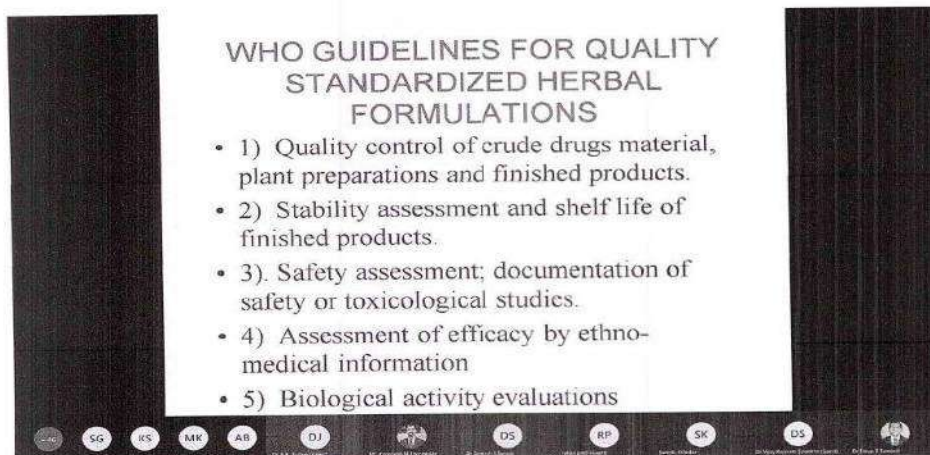 WHO GUIDELINES FOR QUALITY
STANDARDIZED HERBAL
FORMULATIONS
• 1) Quality control of crude drugs material,
plant preparations and finished products.
• 2) Stability assessment and shelf life of
finished products.
• 3). Safety assessment; documentation of
safety or toxicological studies.
• 4) Assessment of efficacy by ethno-
medical information
• 5) Biological activity evaluations
SG KS MK AB DJ DS RP SK DS